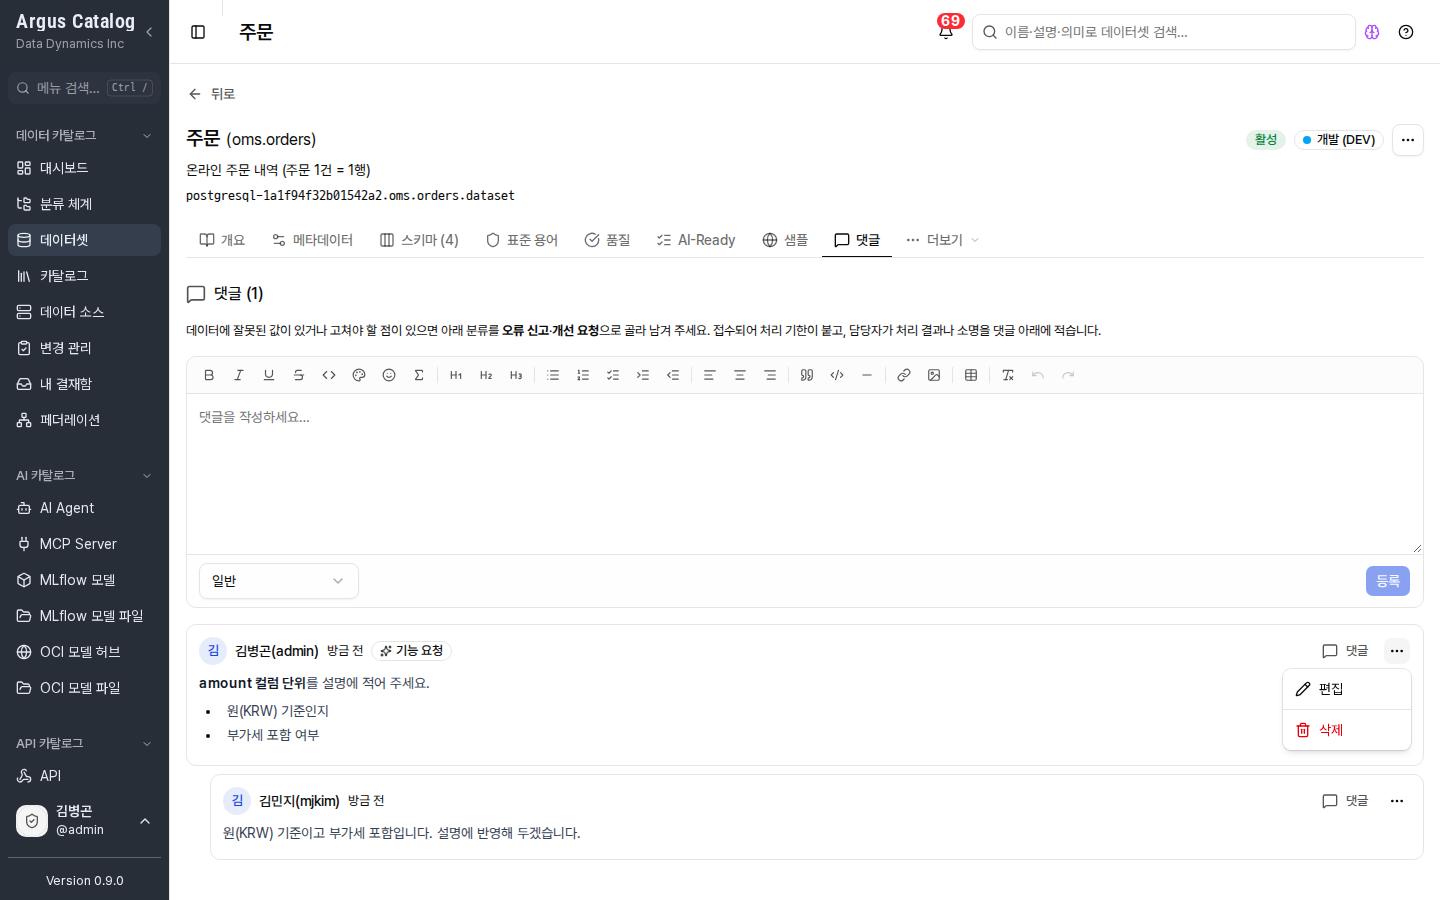 Argus Catalog
Data Dynamics Inc
메뉴 검색... Ctrl /
데이터 카탈로그
대시보드
분류 체계
데이터셋
카탈로그
데이터 소스
변경 관리
내 결재함
페더레이션
AI 카탈로그
AI Agent
MCP Server
MLflow 모델
MLflow 모델 파일
OCI 모델 허브
OCI 모델 파일
API 카탈로그
API
김병곤
@admin
Version 0.9.0
주문
69
이름·설명·의미로 데이터셋 검색...
뒤로
주문 (oms.orders)
활성 개발 (DEV)
온라인 주문 내역 (주문 1건 = 1행)
postgresql-1a1f94f32b01542a2.oms.orders.dataset
개요 메타데이터 스키마 (4) 표준 용어 품질 AI-Ready 샘플 댓글 더보기
댓글 (1)
데이터에 잘못된 값이 있거나 고쳐야 할 점이 있으면 아래 분류를 오류 신고·개선 요청으로 골라 남겨 주세요. 접수되어 처리 기한이 붙고, 담당자가 처리 결과나 소명을 댓글 아래에 적습니다.
H1 H2 H3
댓글을 작성하세요...
일반 등록
김 김병곤(admin) 방금 전 기능 요청 댓글
amount 컬럼 단위를 설명에 적어 주세요.
• 원(KRW) 기준인지
• 부가세 포함 여부
편집
삭제
김 김민지(mjkim) 방금 전 댓글
원(KRW) 기준이고 부가세 포함입니다. 설명에 반영해 두겠습니다.